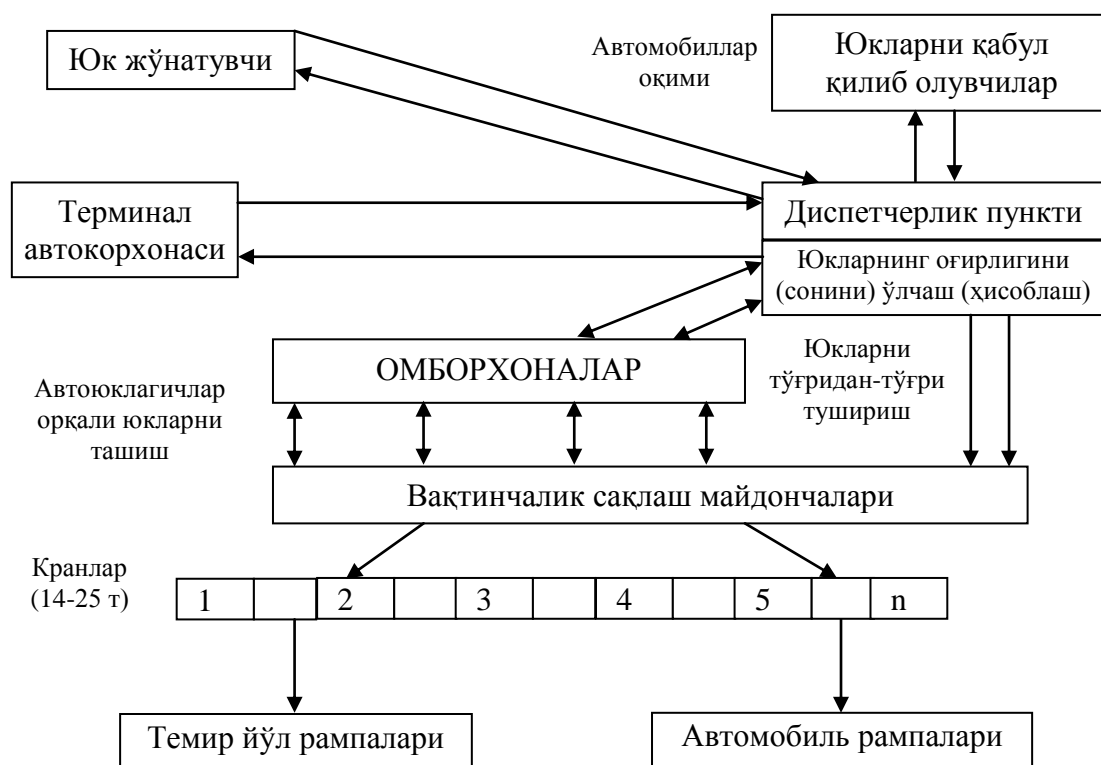 Юк жўнатувчи
Автомобиллар
оқими
Юкларни қабул
қилиб олувчилар
Терминал
автокорхонаси
Диспетчерлик пункти
Юкларнинг оғирлигини
(сонини) ўлчаш (ҳисоблаш)
ОМБОРХОНАЛАР
Юкларни
тўғридан-тўғри
тушириш
Автоюклагичлар
орқали юкларни
ташиш
Вақтинчалик сақлаш майдончалари
Кранлар
(14-25 т)
1 2 3 4 5 n
Темир йўл рампалари
Автомобиль рампалари